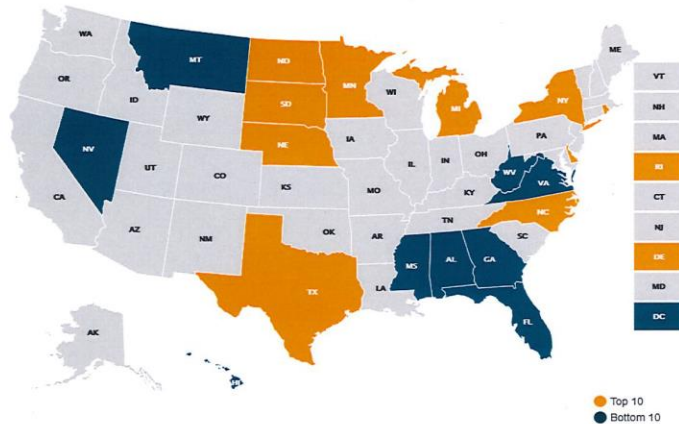 WA
ME
MT
ND
VT
OR
MN
NH
ID
SD
WI
MI
NY
MA
WY
RI
NE
IA
PA
NV
IL
IN
OH
CT
UT
CO
WV
VA
NJ
CA
KS
MO
KY
NC
DE
TN
AZ
NM
OK
AR
SC
MD
MS
AL
GA
DC
TX
LA
AK
FL
HI
Top 10
Bottom 10